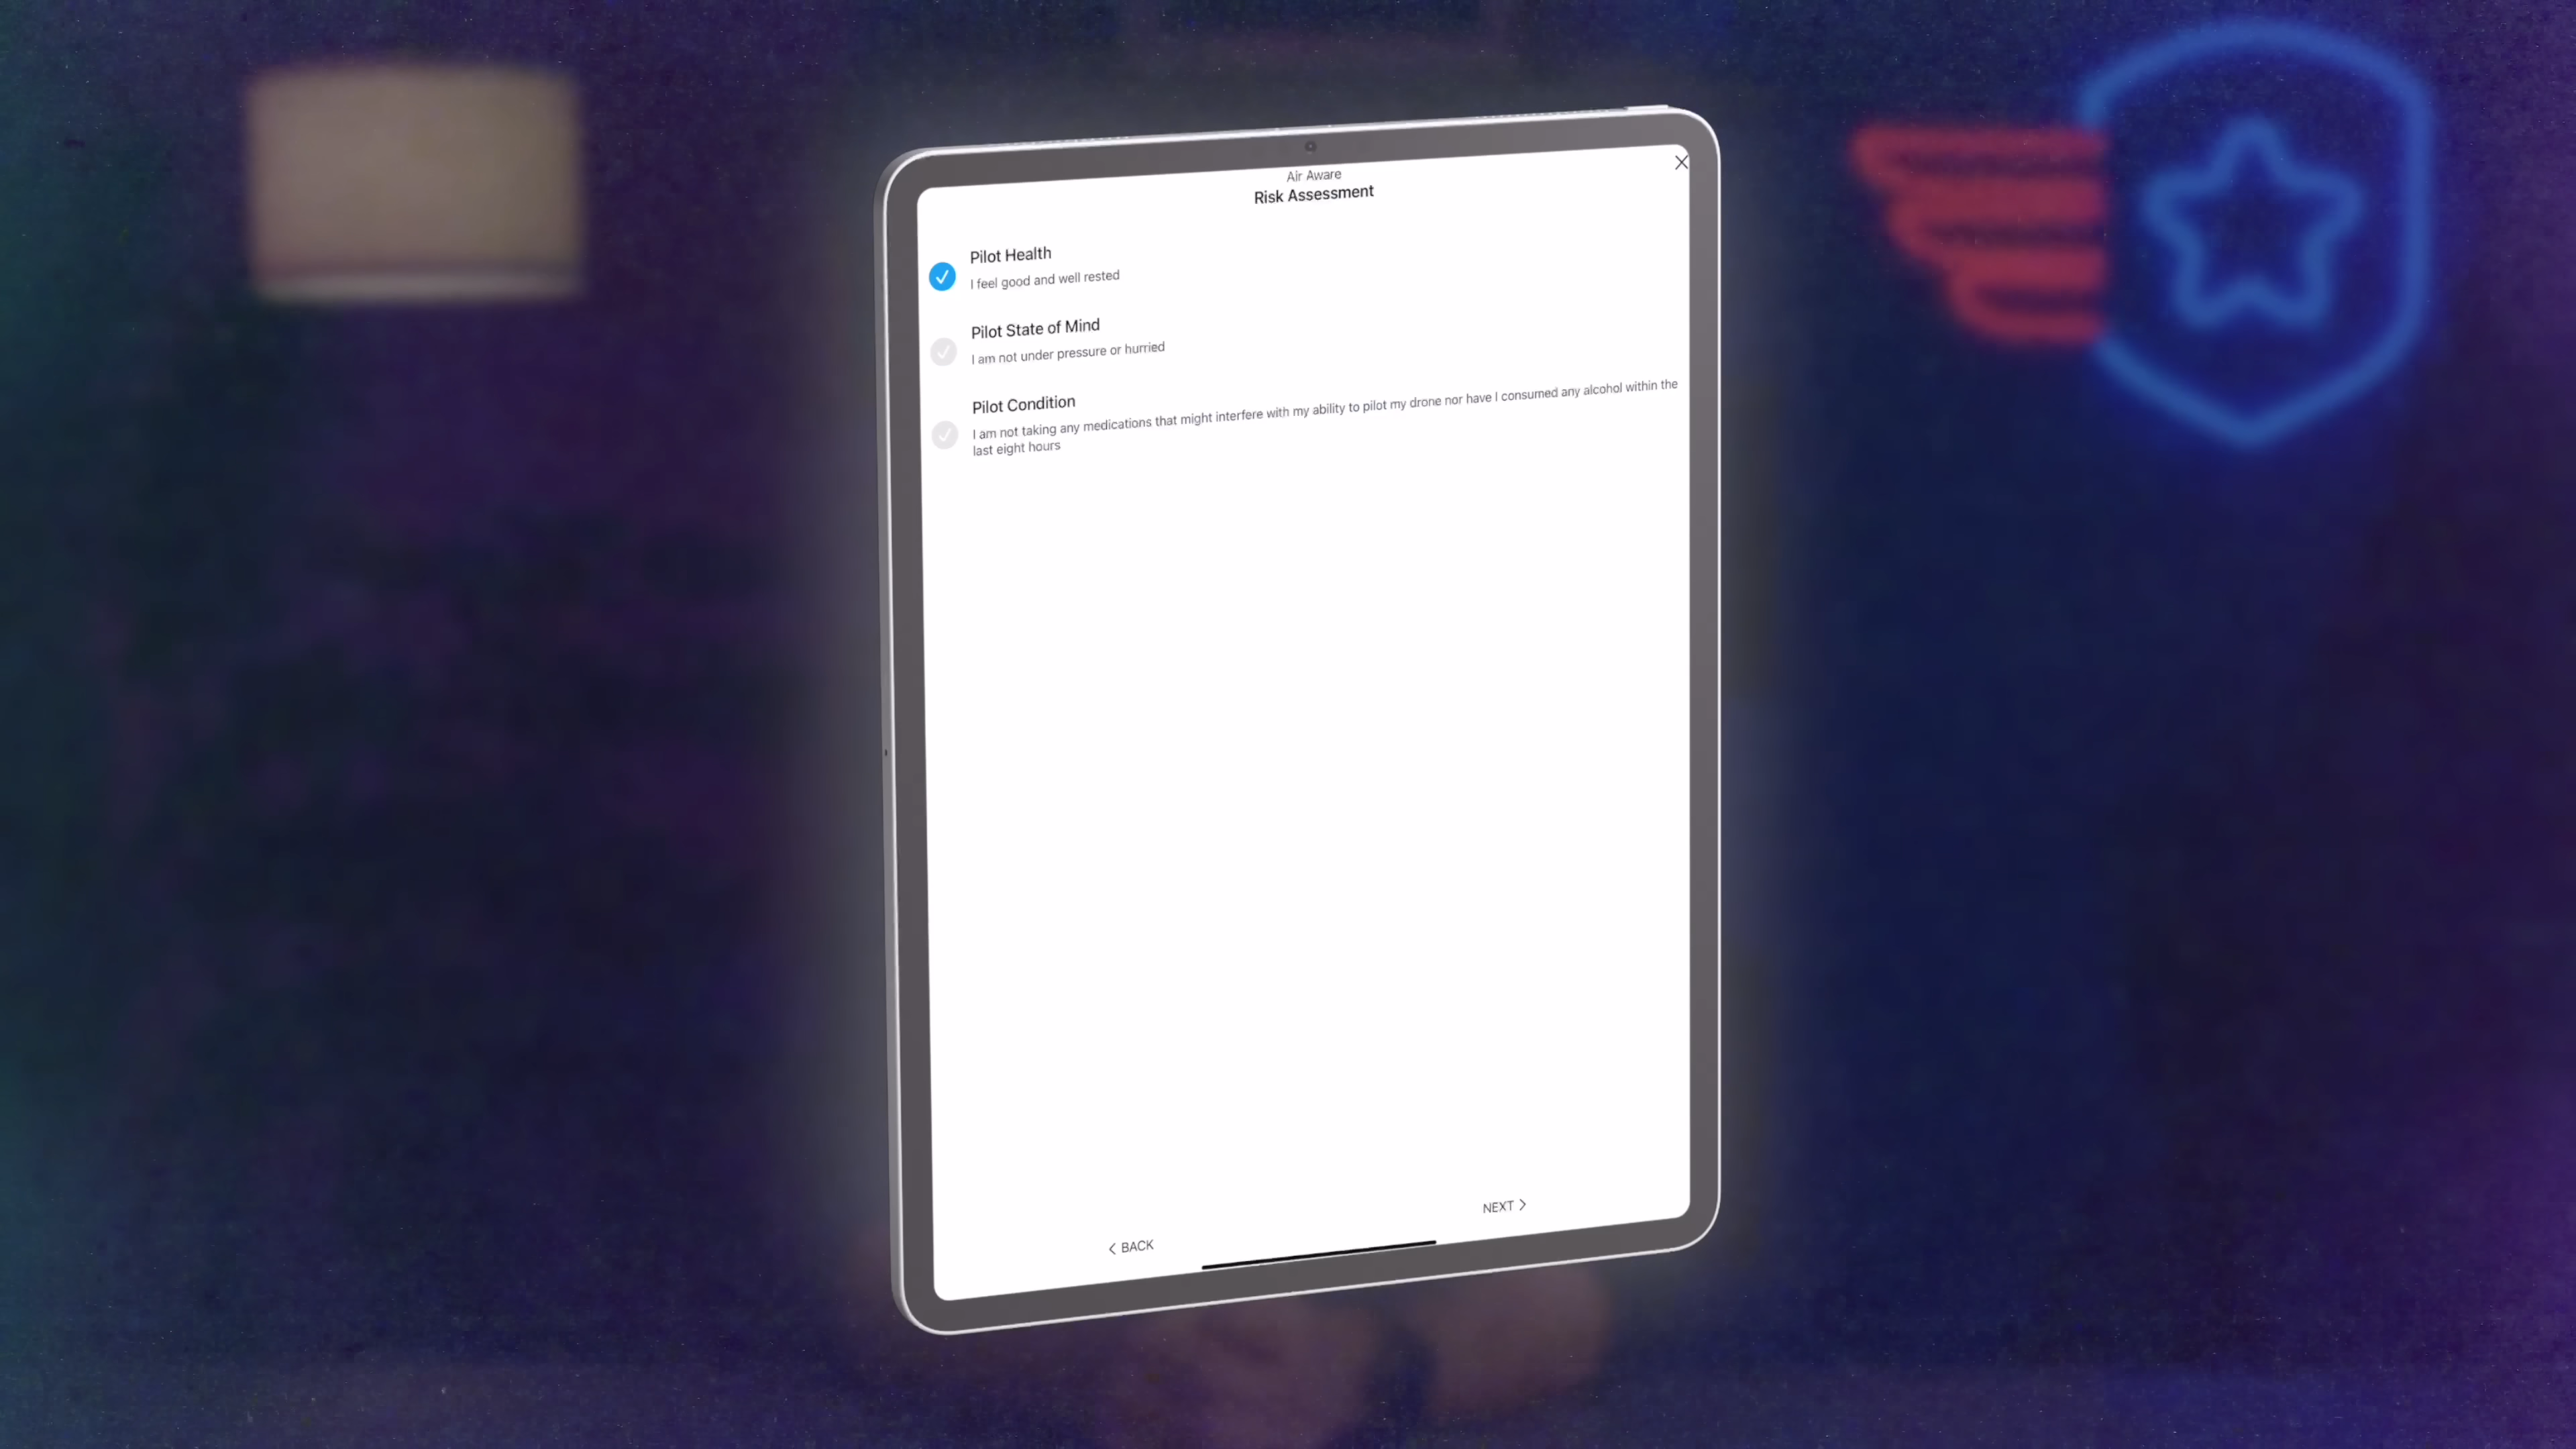 Air Aware
Risk Assessment
Pilot Health
I feel good and well rested
Pilot State of Mind
I am not under pressure or hurried
Pilot Condition
I am not taking any medications that might interfere with my ability to pilot my drone nor have I consumed any alcohol within the
last eight hours
BACK
NEXT